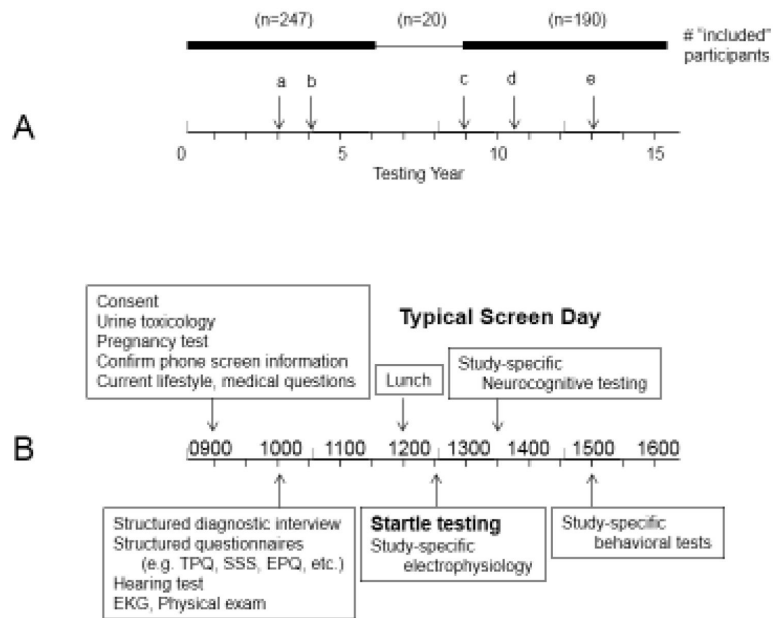 (n=247) (n=20) (n=190)
# "included"
participants
a b c d e
A
0 5 10 15
Testing Year
Consent
Urine toxicology
Pregnancy test
Confirm phone screen information
Current lifestyle, medical questions
Typical Screen Day
Lunch
Study-specific
Neurocognitive testing
B
0900 1000 1100 1200 1300 1400 1500 1600
Structured diagnostic interview
Structured questionnaires
(e.g. TPQ, SSS, EPQ, etc.)
Hearing test
EKG, Physical exam
Startle testing
Study-specific
electrophysiology
Study-specific
behavioral tests